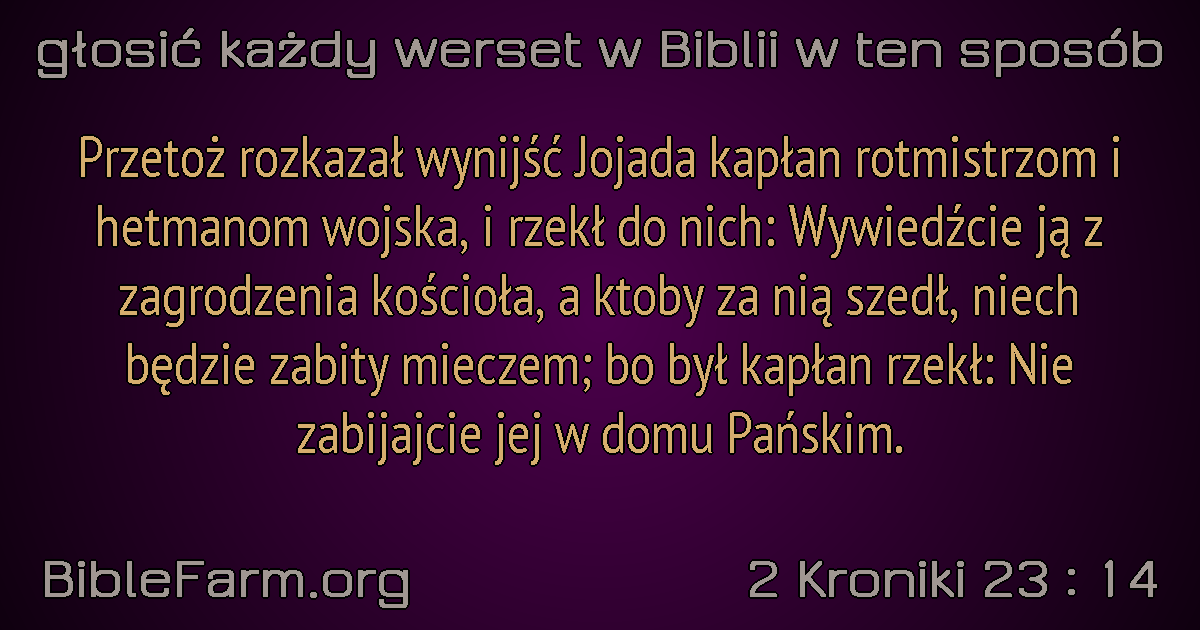 głosić każdy werset w Biblii w ten sposób
Przetoż rozkazał wynijść Jojada kapłan rotmistrzom i
hetmanom wojska, i rzekł do nich: Wywiedźcie ją z
zagrodzenia kościoła, a ktoby za nią szedł, niech
będzie zabity mieczem; bo był kapłan rzekł: Nie
zabijajcie jej w domu Pańskim.
BibleFarm.org
2 Kroniki 23 : 14